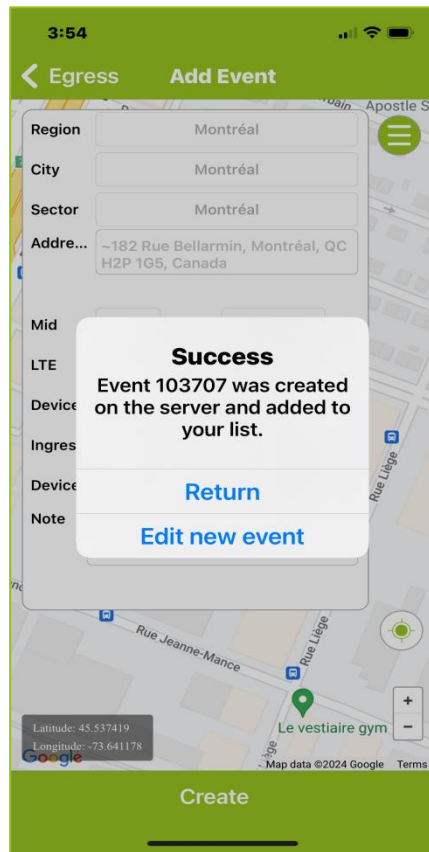 3:54
Egress Add Event
Apostle S
Region Montréal
City Montréal
Sector Montréal
Addre... ~182 Rue Bellarmin, Montréal, QC
H2P 1G5, Canada
Mid
LTE
Success
Event 103707 was created
on the server and added to
your list.
Device
Ingres
Device
Return
Note
Edit new event
Rue Liège
Rue Jeanne-Mance
Rue Liège
Le vestiaire gym
+
−
Latitude: 45.537419
Longitude: -73.641178
Google
Map data ©2024 Google Terms
Create